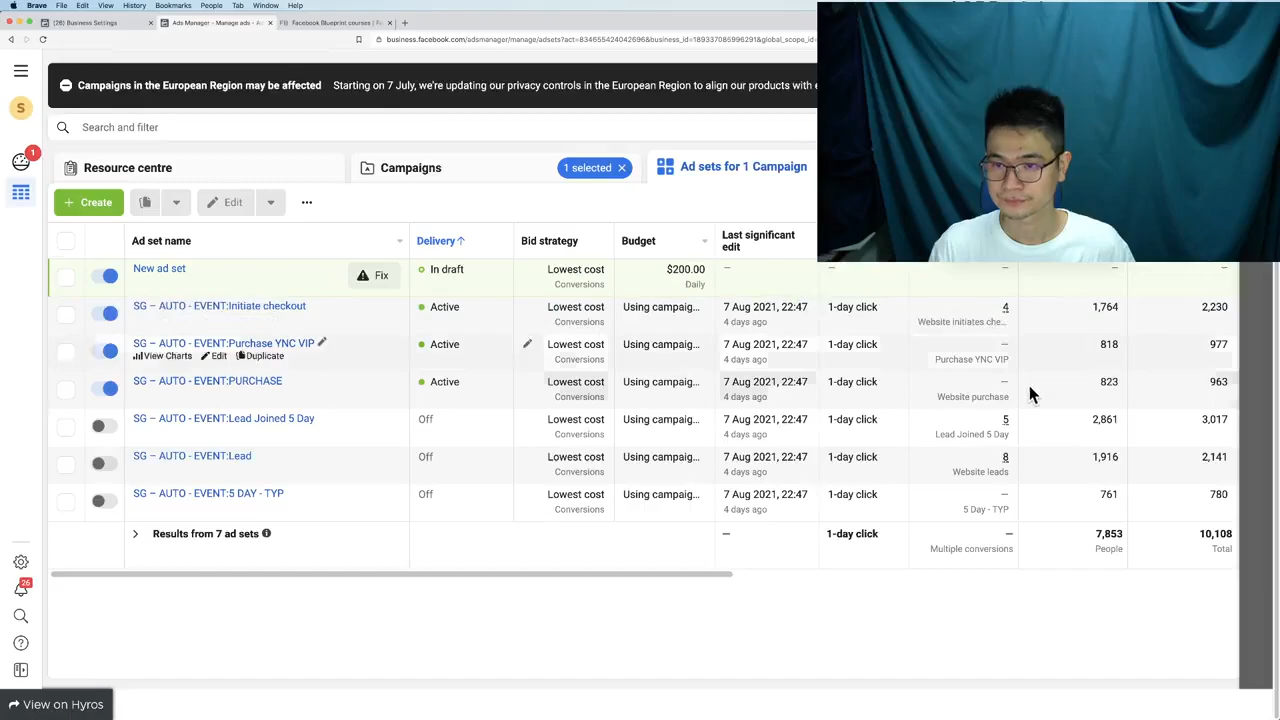 Brave File Edit View History Bookmarks People Tab Window Help
(26) Business Settings
Ads Manager - Manage ads - A
Facebook Blueprint courses | F
business.facebook.com/adsmanager/manage/adsets?act=834655424042696&business_id=189337085996291&global_scope_id=
Campaigns in the European Region may be affected Starting on 7 July, we're updating our privacy controls in the European Region to align our products with e
S
1
Search and filter
Resource centre
Campaigns
1 selected
Ad sets for 1 Campaign
+ Create
Edit
Ad set name Delivery↑ Bid strategy Budget Last significant edit
New ad set Fix In draft Lowest cost $200.00 — — — —
Conversions Daily
SG – AUTO - EVENT:Initiate checkout Active Lowest cost Using campaig... 7 Aug 2021, 22:47 1-day click 4 1,764 2,230
Conversions 4 days ago Website initiates che...
SG – AUTO - EVENT:Purchase YNC VIP Active Lowest cost Using campaig... 7 Aug 2021, 22:47 1-day click — 818 977
View Charts Edit Duplicate Conversions 4 days ago Purchase YNC VIP
SG – AUTO - EVENT:PURCHASE Active Lowest cost Using campaig... 7 Aug 2021, 22:47 1-day click — 823 963
Conversions 4 days ago Website purchase
SG – AUTO - EVENT:Lead Joined 5 Day Off Lowest cost Using campaig... 7 Aug 2021, 22:47 1-day click 5 2,861 3,017
Conversions 4 days ago Lead Joined 5 Day
SG – AUTO - EVENT:Lead Off Lowest cost Using campaig... 7 Aug 2021, 22:47 1-day click 8 1,916 2,141
Conversions 4 days ago Website leads
SG – AUTO - EVENT:5 DAY - TYP Off Lowest cost Using campaig... 7 Aug 2021, 22:47 1-day click — 761 780
Conversions 4 days ago 5 Day - TYP
Results from 7 ad sets — 1-day click — 7,853 10,108
Multiple conversions People Total
26
View on Hyros